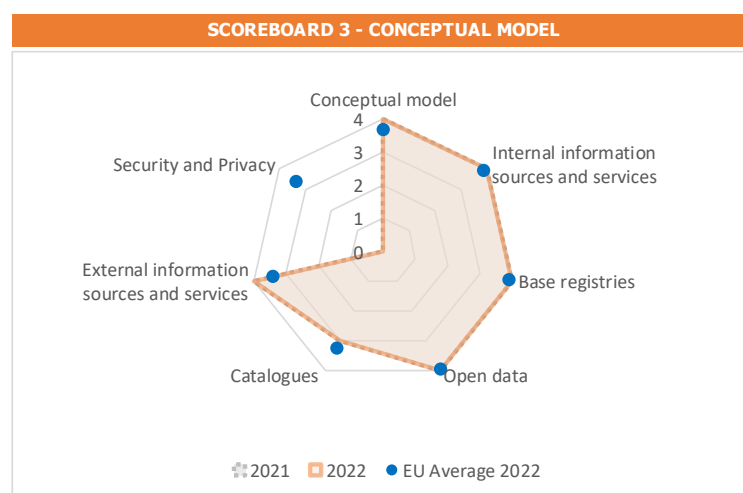 SCOREBOARD 3 - CONCEPTUAL MODEL
Conceptual model
4
3
2
1
0
Internal information
sources and services
Security and Privacy
External information
sources and services
Base registries
Catalogues
Open data
2021
2022
EU Average 2022